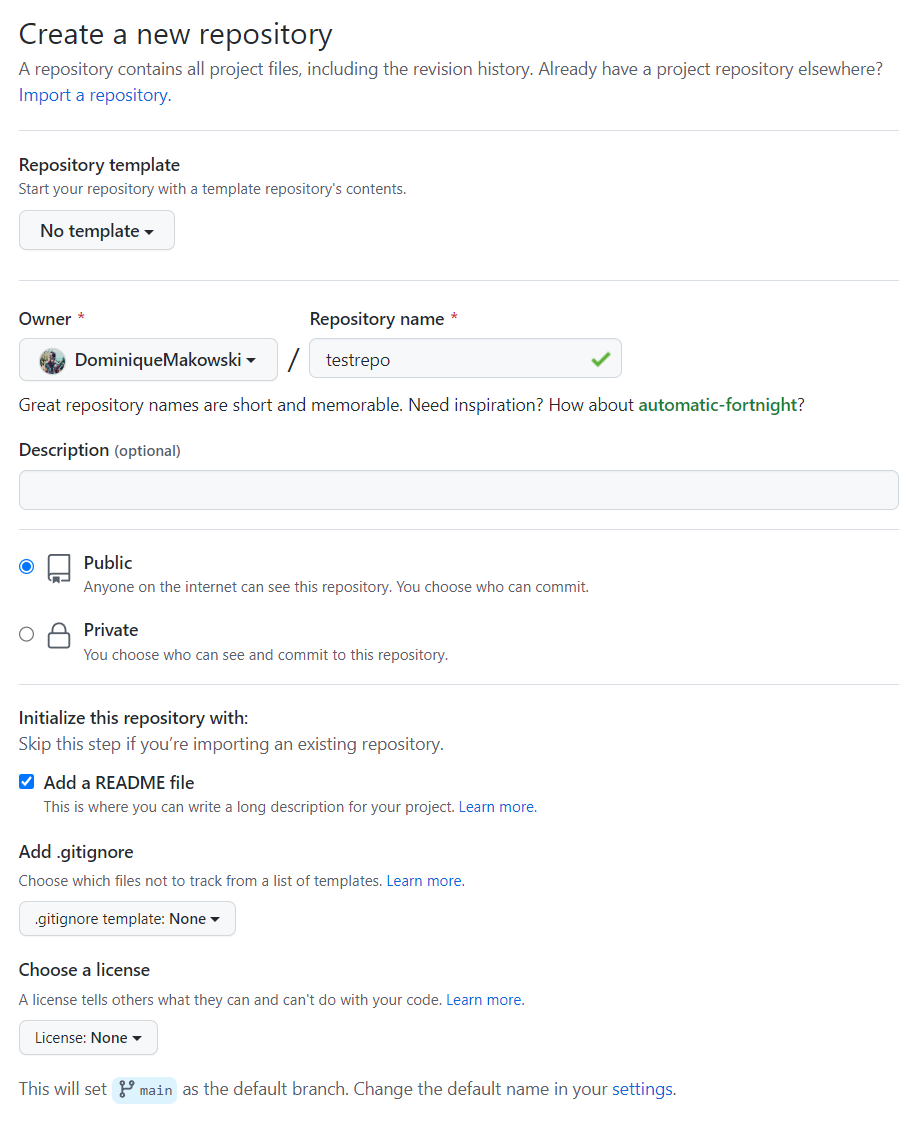 Create a new repository
A repository contains all project files, including the revision history. Already have a project repository elsewhere?
Import a repository.
Repository template
Start your repository with a template repository's contents.
No template
Owner *
Repository name *
DominiqueMakowski
/
testrepo
Great repository names are short and memorable. Need inspiration? How about automatic-fortnight?
Description (optional)
Public
Anyone on the internet can see this repository. You choose who can commit.
Private
You choose who can see and commit to this repository.
Initialize this repository with:
Skip this step if you’re importing an existing repository.
Add a README file
This is where you can write a long description for your project. Learn more.
Add .gitignore
Choose which files not to track from a list of templates. Learn more.
.gitignore template: None
Choose a license
A license tells others what they can and can't do with your code. Learn more.
License: None
This will set main as the default branch. Change the default name in your settings.